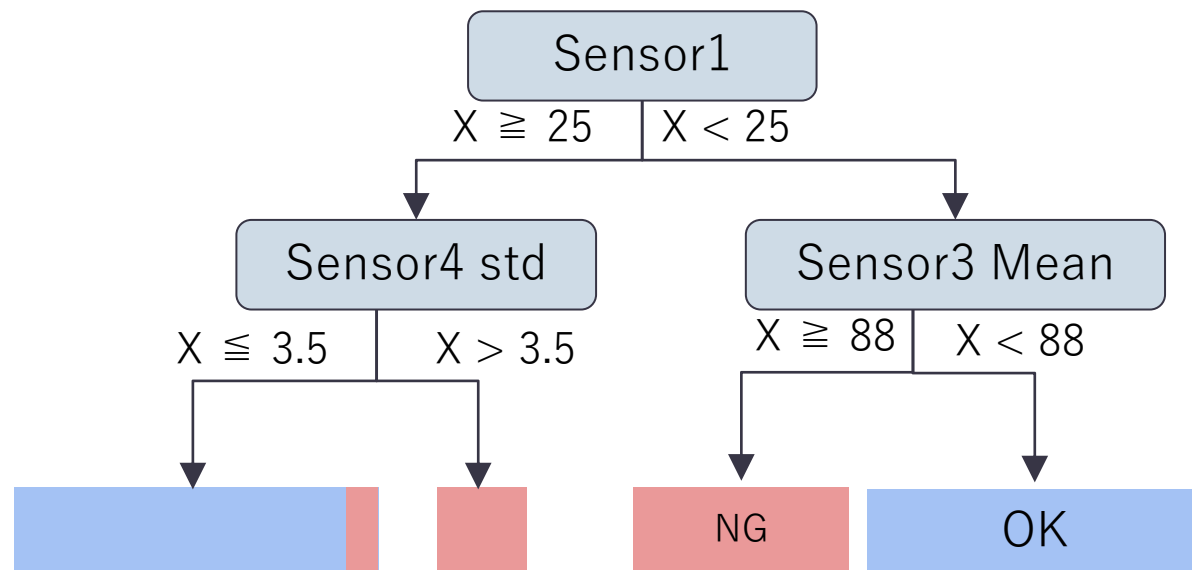 Sensor1
X ≧ 25
X < 25
Sensor4 std
Sensor3 Mean
X ≦ 3.5
X > 3.5
X ≧ 88
X < 88
NG
OK